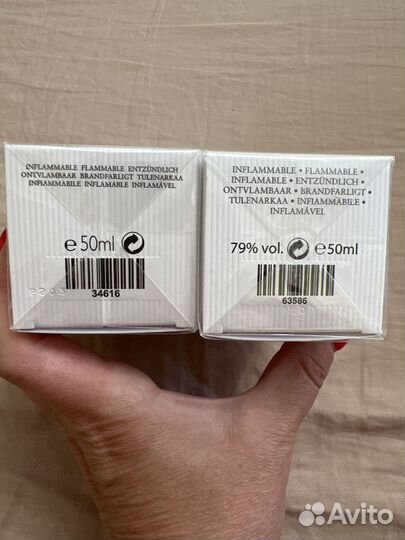 INFLAMMABLE FLAMMABLE ENTZÜNDLICH
ONTVLAMBAAR BRANDFARLIGT TULENARKAA
INFIAMMABILE INFLAMABLE INFLAMÁVEL
e 50ml
34616
INFLAMMABLE • FLAMMABLE •
INFLAMABLE • ENTZÜNDLICH •
ONTVLAMBAAR • BRANDFARLIGT •
TULENARKAA • INFIAMMABILE •
INFLAMÁVEL
79% vol. e 50ml
63586
Avito